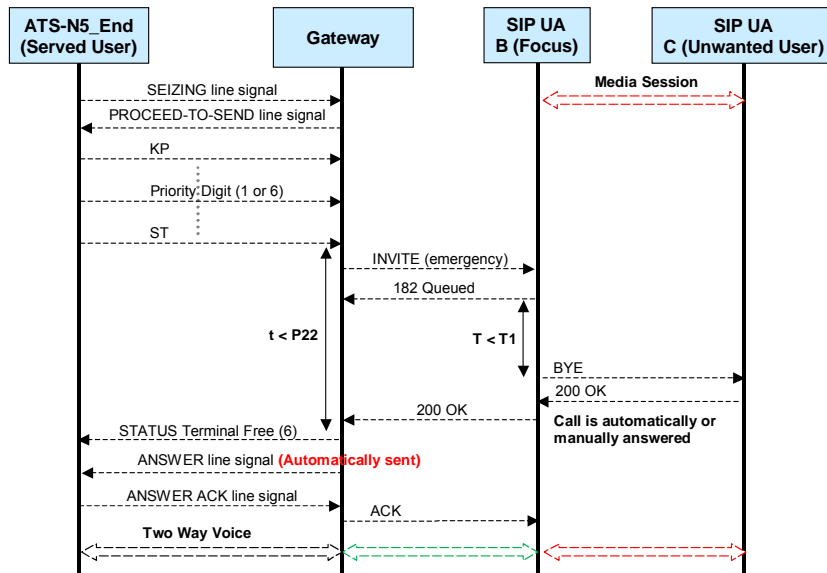 ATS-N5_End
(Served User)
Gateway
SIP UA
B (Focus)
SIP UA
C (Unwanted User)
SEIZING line signal
Media Session
PROCEED-TO-SEND line signal
KP
Priority Digit (1 or 6)
ST
INVITE (emergency)
182 Queued
t < P22
T < T1
BYE
200 OK
200 OK
Call is automatically or
manually answered
STATUS Terminal Free (6)
ANSWER line signal (Automatically sent)
ANSWER ACK line signal
ACK
Two Way Voice